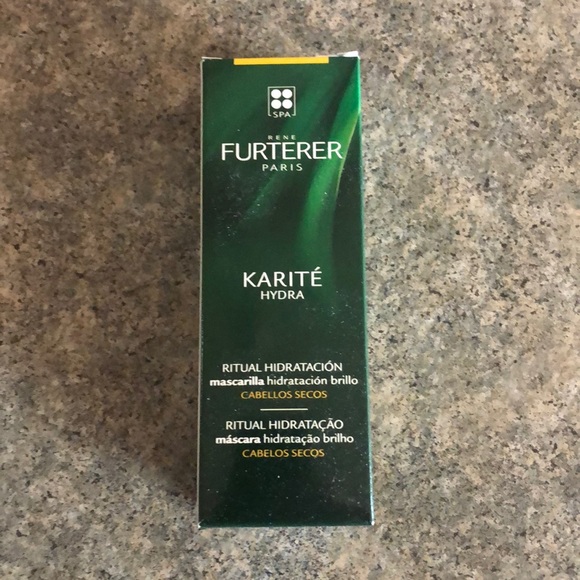 SPA
RENE
FURTERER
PARIS
KARITÉ
HYDRA
RITUAL HIDRATACIÓN
mascarilla hidratación brillo
CABELLOS SECOS
RITUAL HIDRATAÇÃO
máscara hidratação brilho
CABELOS SECOS